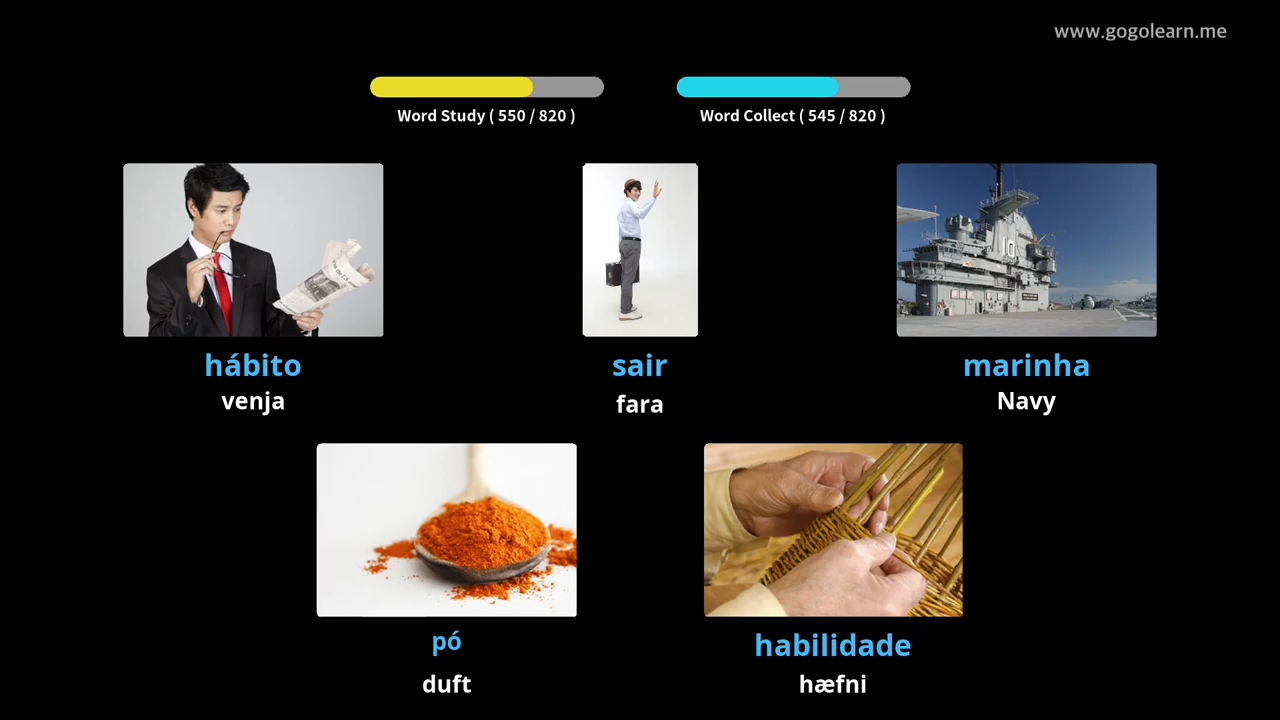 www.gogolearn.me
Word Study ( 550 / 820 )
Word Collect ( 545 / 820 )
hábito
venja
sair
fara
16
marinha
Navy
pó
duft
habilidade
hæfni